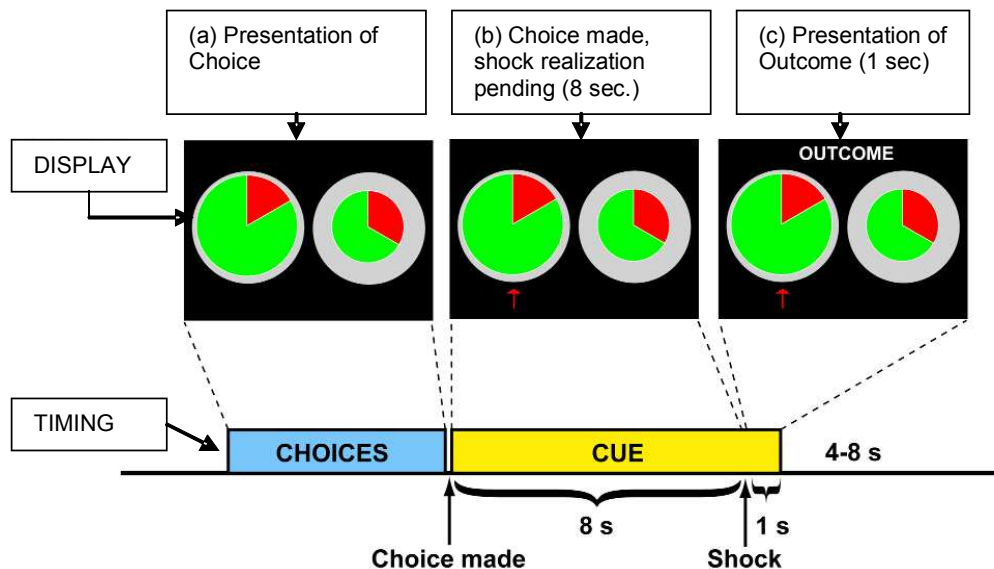 (a) Presentation of
Choice
(b) Choice made,
shock realization
pending (8 sec.)
(c) Presentation of
Outcome (1 sec)
DISPLAY
OUTCOME
TIMING
CHOICES
CUE
4-8 s
8 s
1 s
Choice made
Shock